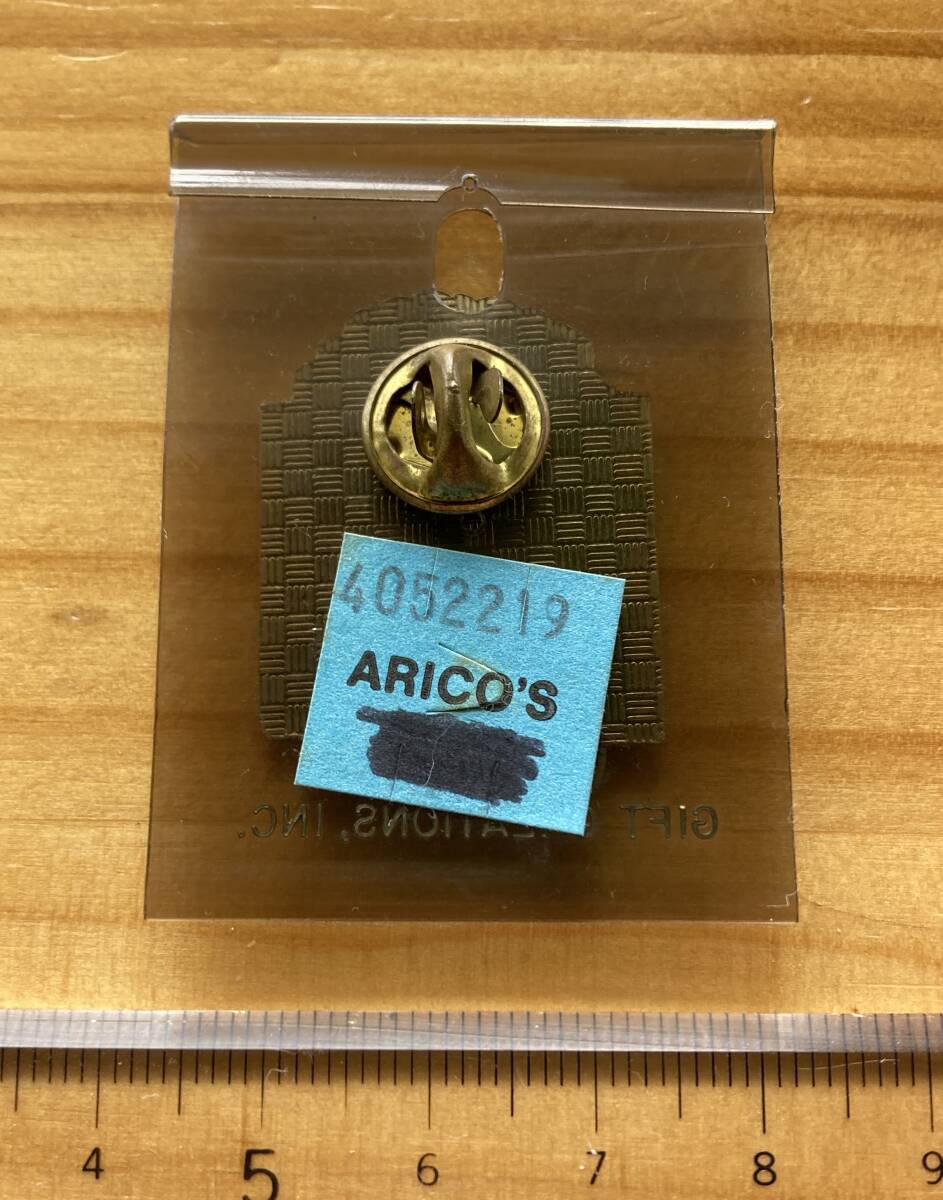 4052219
ARICO'S
GIFT CREATIONS, INC.
4 5 6 7 8 9